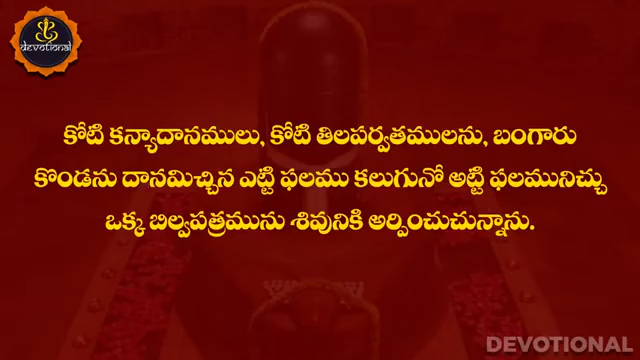 devotional
కోటి కన్యాదానములు, కోటి తిలపర్వతములను, బంగారు
కొండను దానమిచ్చిన ఎట్టి ఫలము కలుగునో అట్టి ఫలమునిచ్చు
ఒక్క బిల్వపత్రమును శివునికి అర్పించుచున్నాను.
DEVOTIONAL